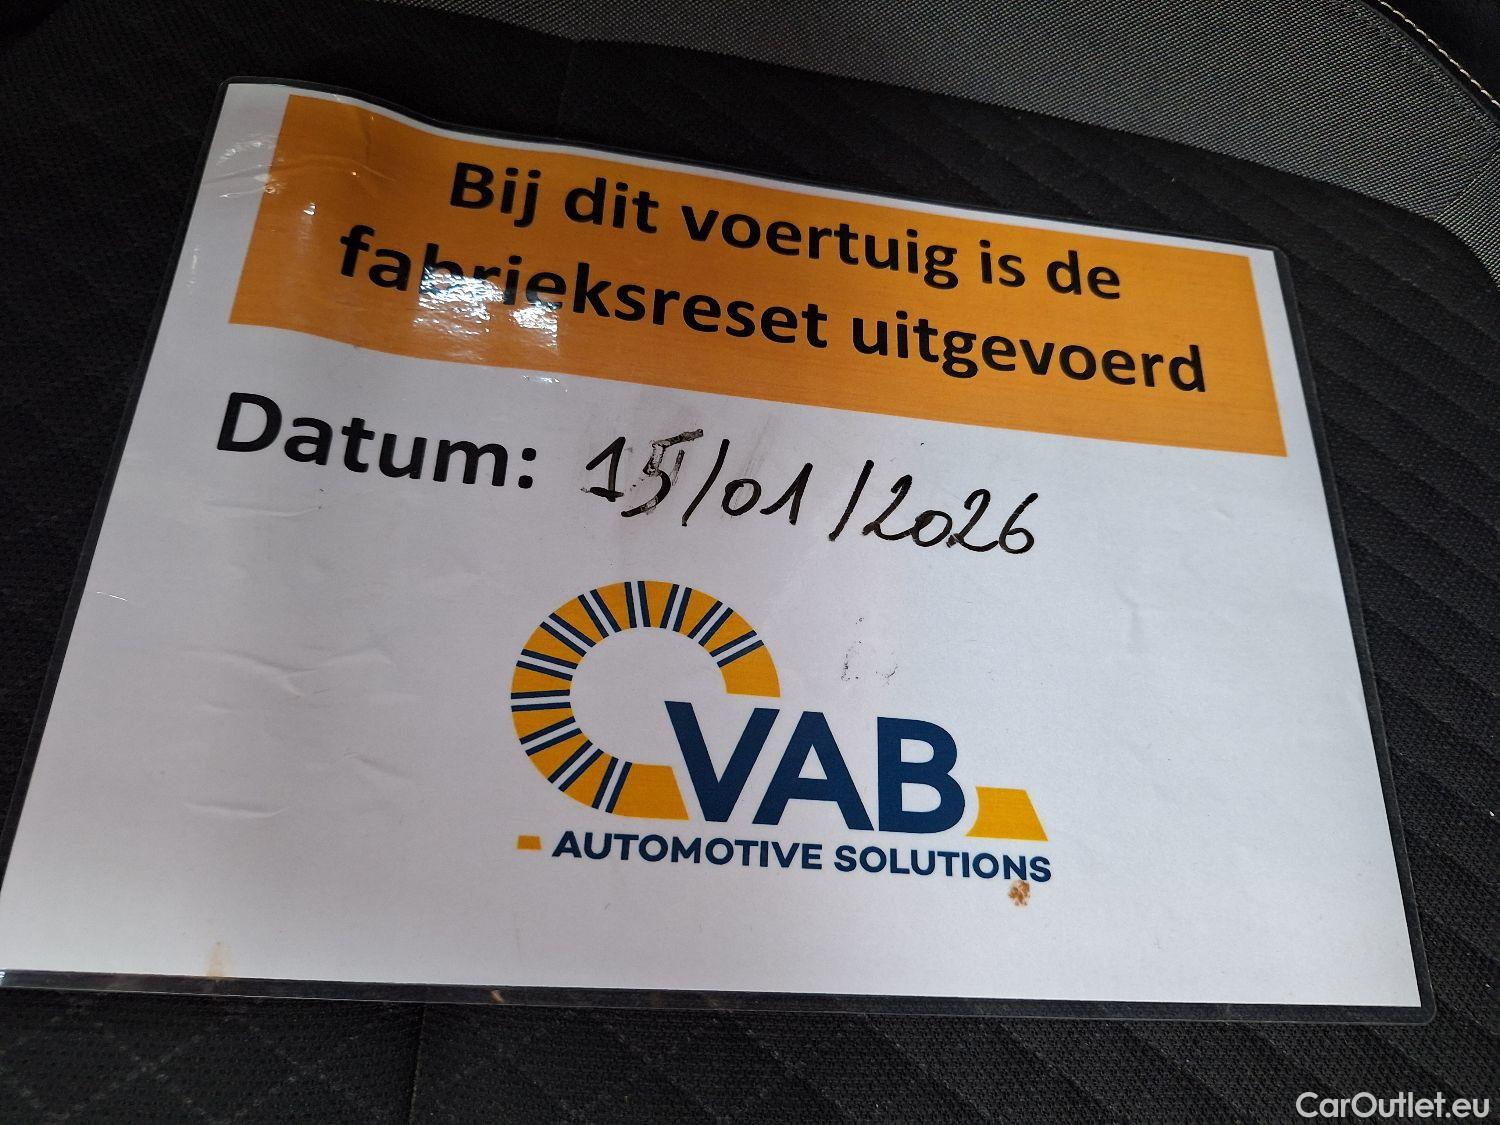 Bij dit voertuig is de
fabrieksreset uitgevoerd
Datum: 15/01/2026
VAB
AUTOMOTIVE SOLUTIONS
CarOutlet.eu